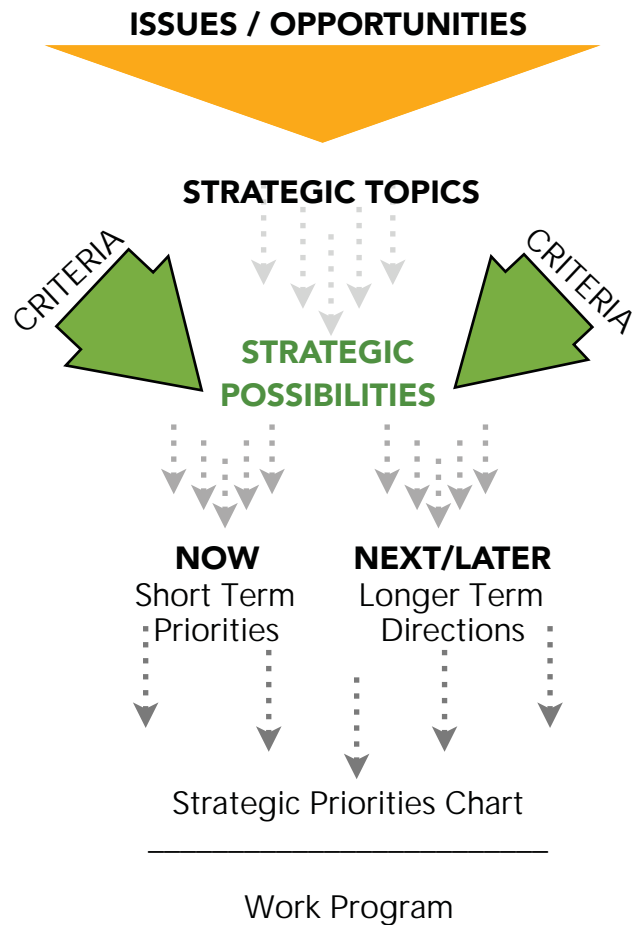 ISSUES / OPPORTUNITIES
STRATEGIC TOPICS
CRITERIA
CRITERIA
STRATEGIC
POSSIBILITIES
NOW
Short Term
Priorities
NEXT/LATER
Longer Term
Directions
Strategic Priorities Chart
Work Program